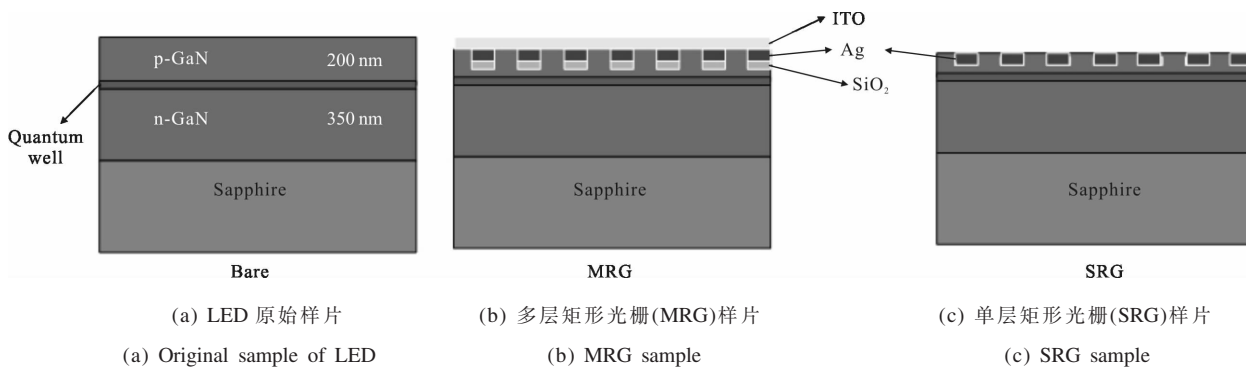 ITO
p-GaN 200 nm
Ag
SiO₂
n-GaN 350 nm
Quantum
well
Sapphire
Sapphire
Sapphire
Bare
MRG
SRG
(a) LED 原始样片
(b) 多层矩形光栅(MRG)样片
(c) 单层矩形光栅(SRG)样片
(a) Original sample of LED
(b) MRG sample
(c) SRG sample